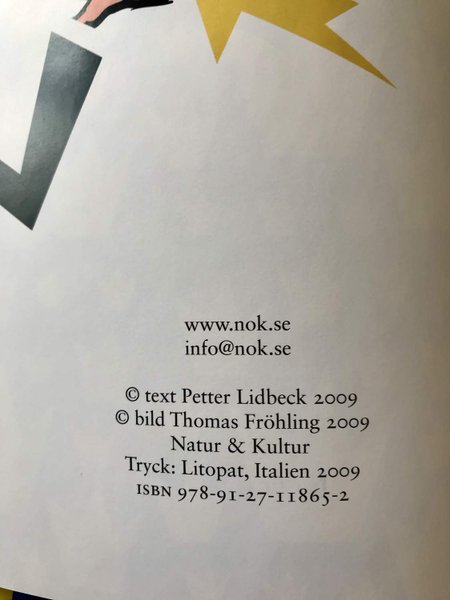 www.nok.se
info@nok.se
© text Petter Lidbeck 2009
© bild Thomas Fröhling 2009
Natur & Kultur
Tryck: Litopat, Italien 2009
ISBN 978-91-27-11865-2